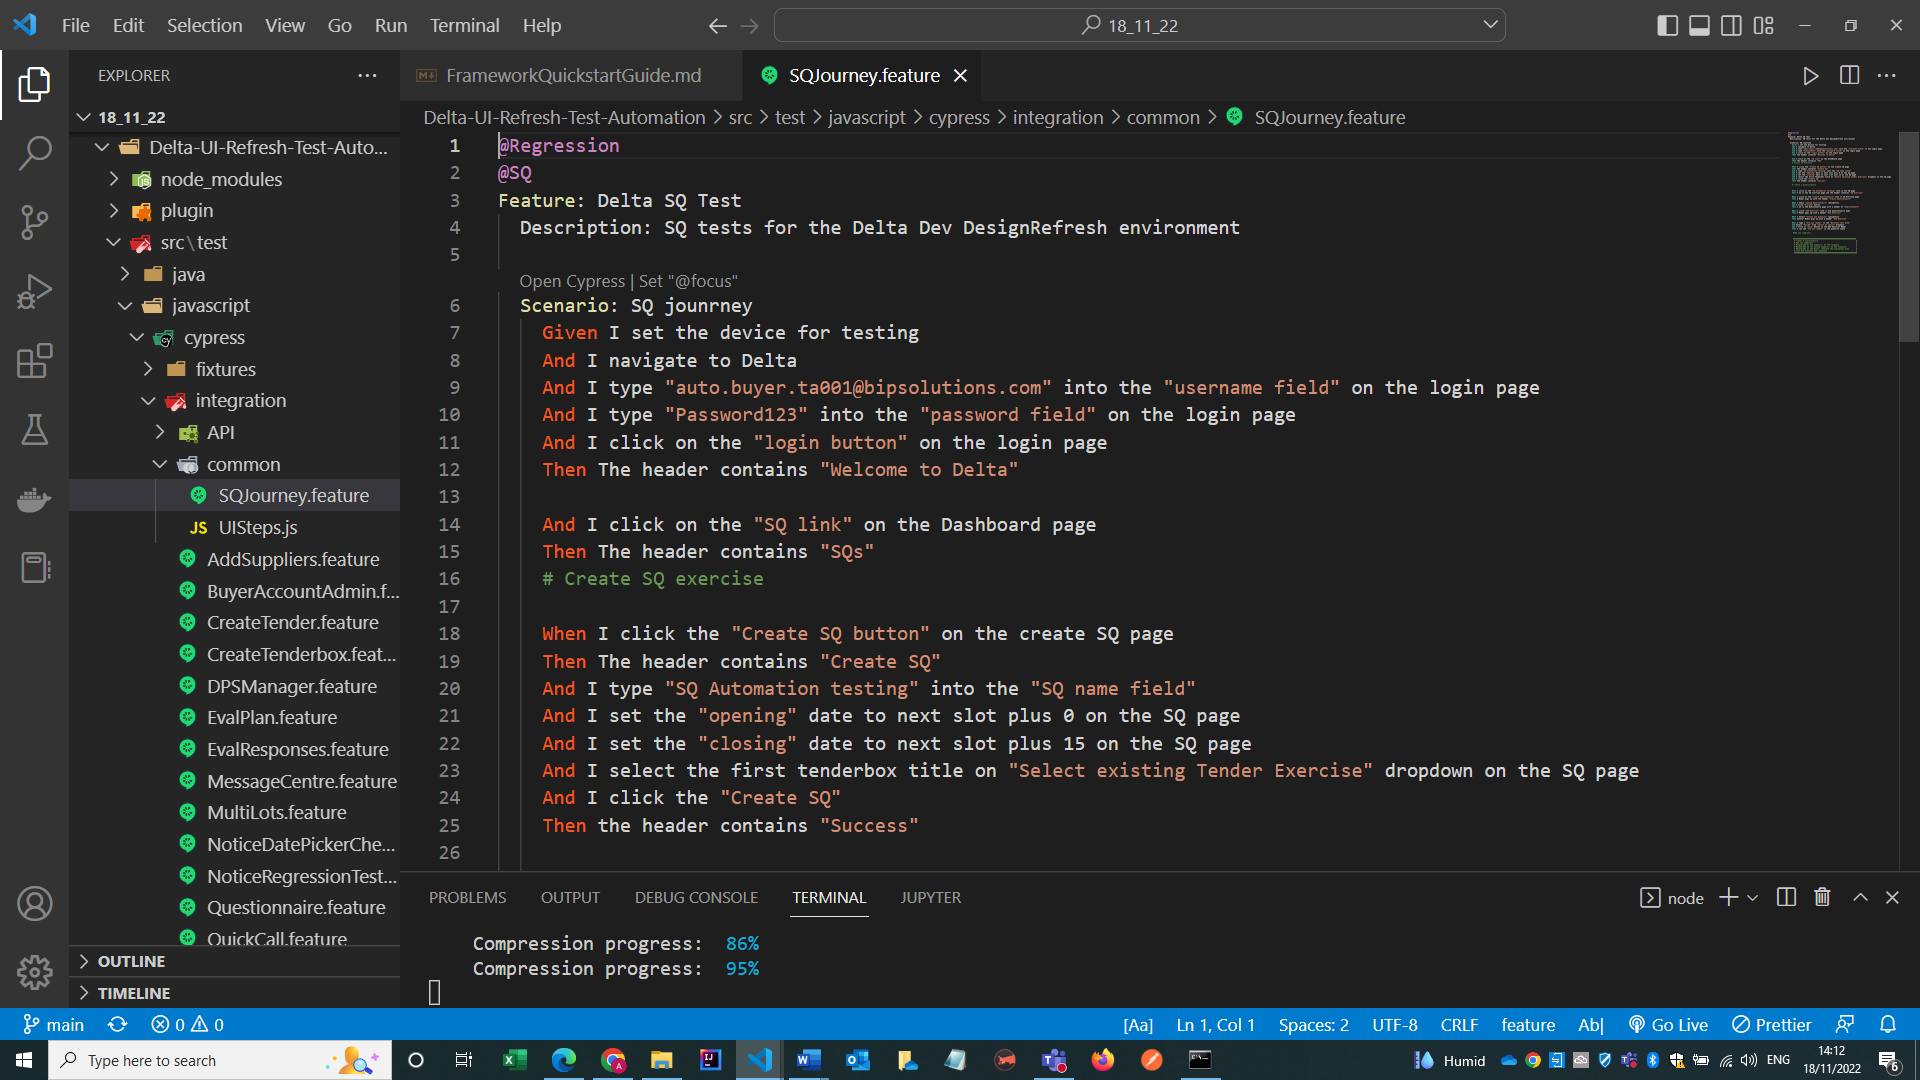 File Edit Selection View Go Run Terminal Help
18_11_22
EXPLORER
18_11_22
Delta-UI-Refresh-Test-Auto...
node_modules
plugin
src\test
java
javascript
cypress
fixtures
integration
API
common
SQJourney.feature
JS UISteps.js
AddSuppliers.feature
BuyerAccountAdmin.f...
CreateTender.feature
CreateTenderbox.feat...
DPSManager.feature
EvalPlan.feature
EvalResponses.feature
MessageCentre.feature
MultiLots.feature
NoticeDatePickerChe...
NoticeRegressionTest...
Questionnaire.feature
QuickCall.feature
OUTLINE
TIMELINE
FrameworkQuickstartGuide.md
SQJourney.feature
Delta-UI-Refresh-Test-Automation > src > test > javascript > cypress > integration > common > SQJourney.feature
1 @Regression
2 @SQ
3 Feature: Delta SQ Test
4 Description: SQ tests for the Delta Dev DesignRefresh environment
5
Open Cypress | Set "@focus"
6 Scenario: SQ jounrney
7 Given I set the device for testing
8 And I navigate to Delta
9 And I type "auto.buyer.ta001@bipsolutions.com" into the "username field" on the login page
10 And I type "Password123" into the "password field" on the login page
11 And I click on the "login button" on the login page
12 Then The header contains "Welcome to Delta"
13
14 And I click on the "SQ link" on the Dashboard page
15 Then The header contains "SQs"
16 # Create SQ exercise
17
18 When I click the "Create SQ button" on the create SQ page
19 Then The header contains "Create SQ"
20 And I type "SQ Automation testing" into the "SQ name field"
21 And I set the "opening" date to next slot plus 0 on the SQ page
22 And I set the "closing" date to next slot plus 15 on the SQ page
23 And I select the first tenderbox title on "Select existing Tender Exercise" dropdown on the SQ page
24 And I click the "Create SQ"
25 Then the header contains "Success"
26
PROBLEMS OUTPUT DEBUG CONSOLE TERMINAL JUPYTER
node
Compression progress: 86%
Compression progress: 95%
main 0 0
[Aa] Ln 1, Col 1 Spaces: 2 UTF-8 CRLF feature Ab| Go Live Prettier
Type here to search
Humid
ENG
14:12
18/11/2022
6